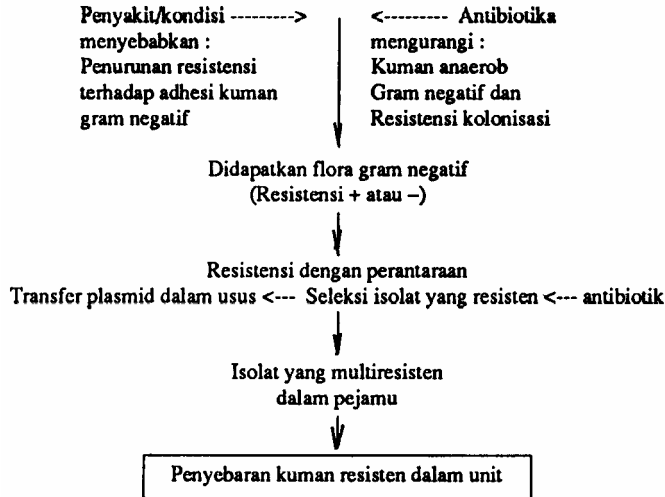 Penyakit/kondisi --------->
menyebabkan :
Penurunan resistensi
terhadap adhesi kuman
gram negatif
<--------- Antibiotika
mengurangi :
Kuman anaerob
Gram negatif dan
Resistensi kolonisasi
Didapatkan flora gram negatif
(Resistensi + atau –)
Resistensi dengan perantaraan
Transfer plasmid dalam usus <--- Seleksi isolat yang resisten <--- antibiotik
Isolat yang multiresisten
dalam pejamu
Penyebaran kuman resisten dalam unit